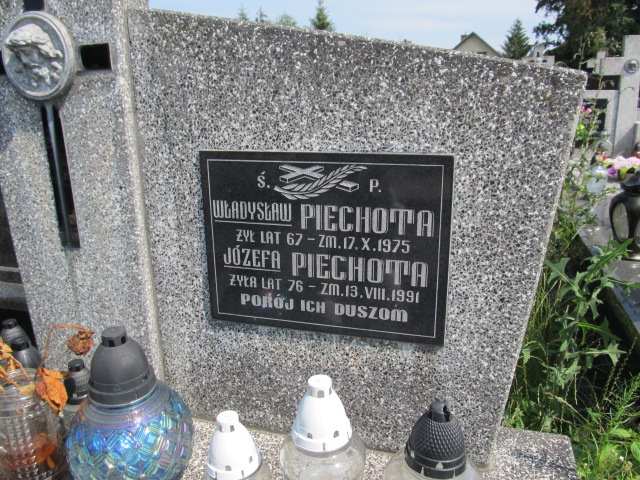 Ś. P.
WŁADYSŁAW PIECHOTA
ŻYŁ LAT 67 – ZM. 17. X. 1975
JÓZEFA PIECHOTA
ŻYŁA LAT 76 – ZM. 13. VIII. 1991
POKÓJ ICH DUSZOM